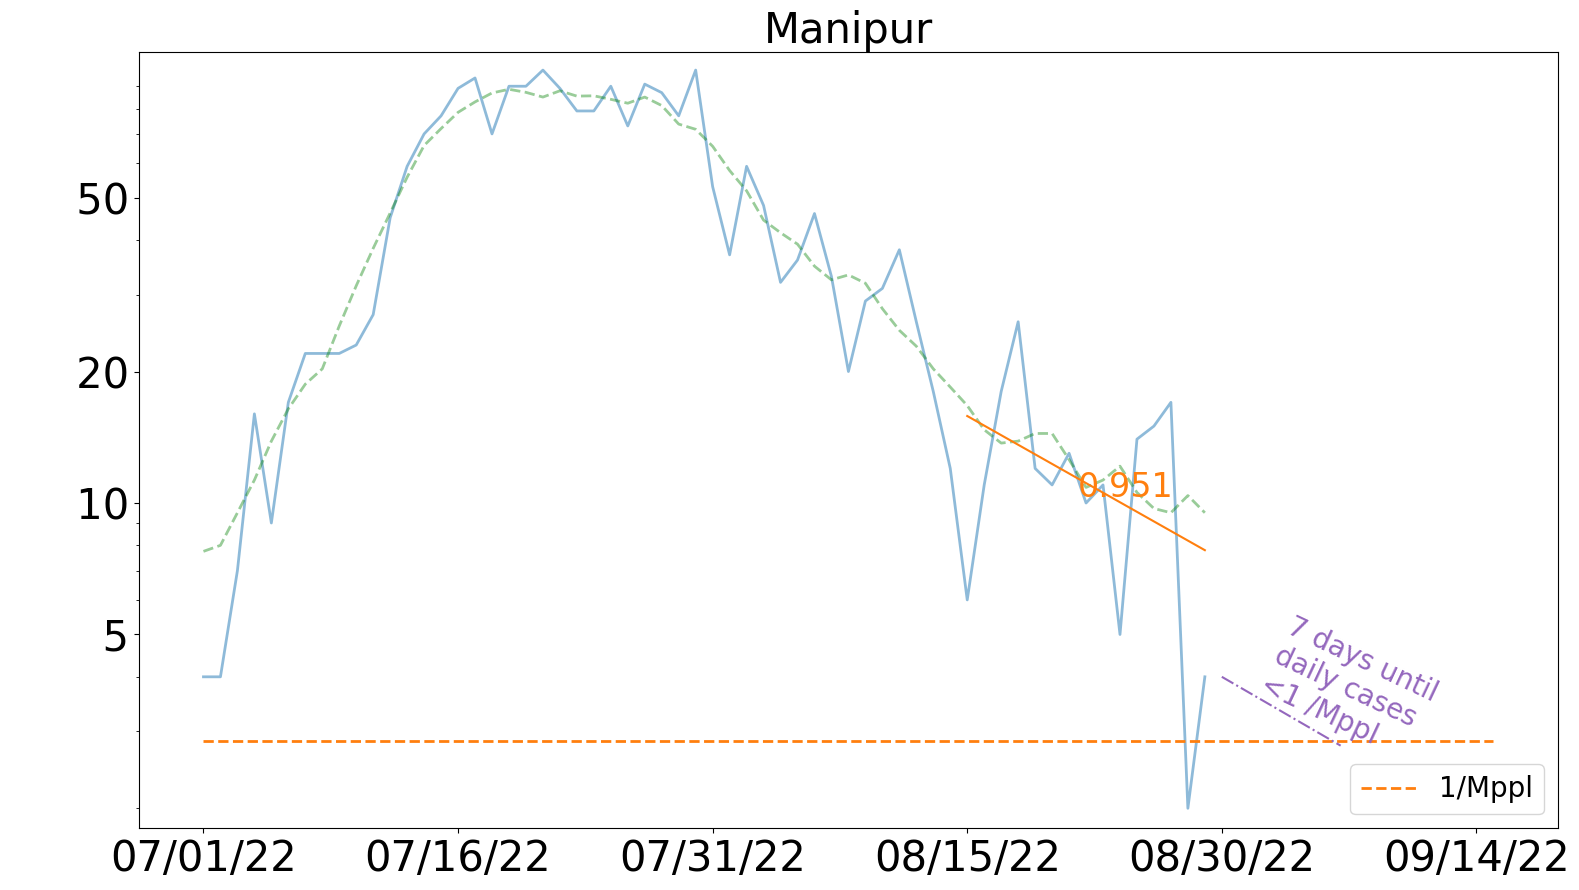 Manipur
50
20
10
5
0.951
7 days until
daily cases
<1 /Mppl
1/Mppl
07/01/22 07/16/22 07/31/22 08/15/22 08/30/22 09/14/22